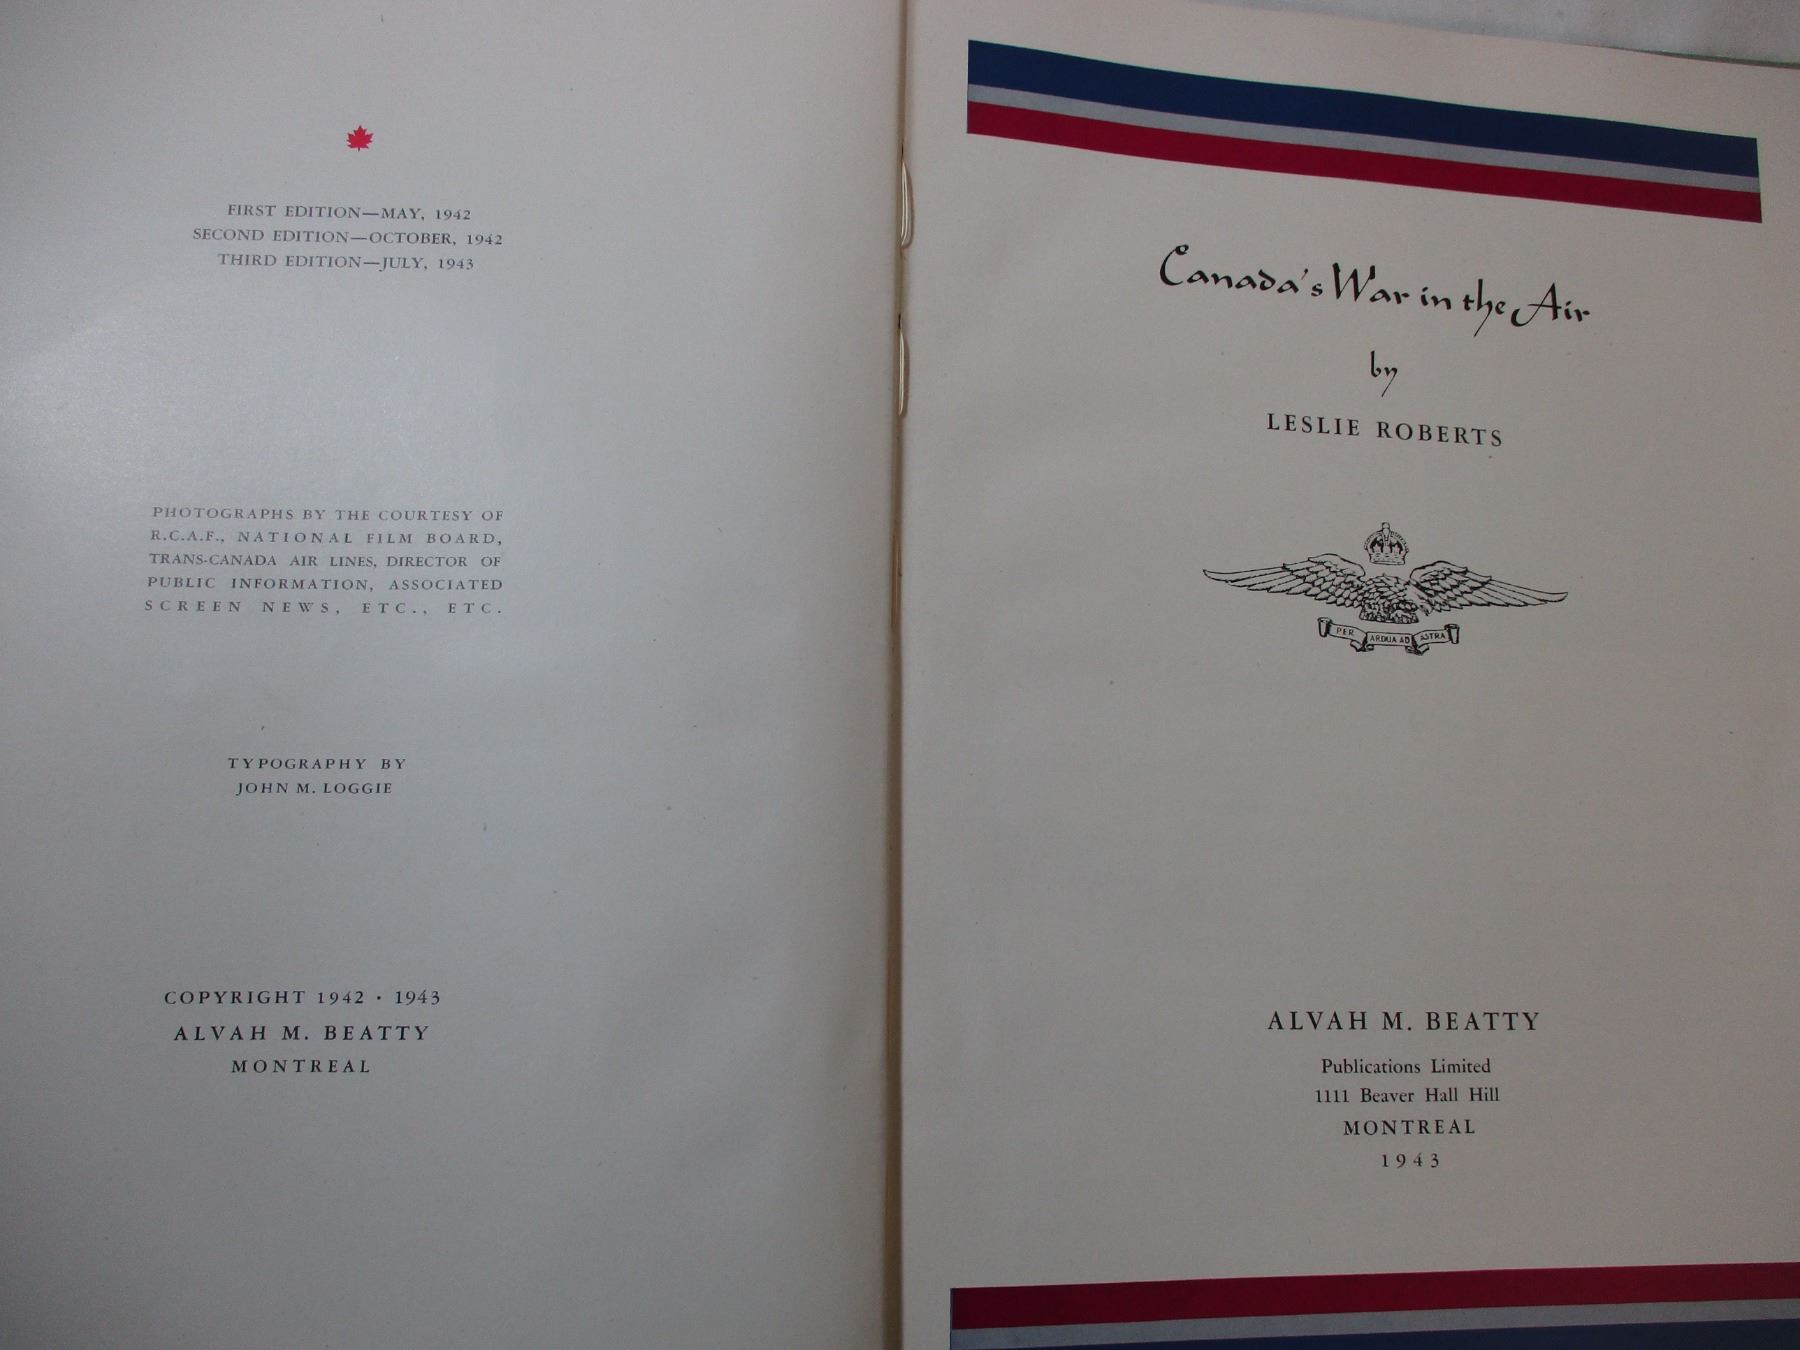 FIRST EDITION—MAY, 1942
SECOND EDITION—OCTOBER, 1942
THIRD EDITION—JULY, 1943
PHOTOGRAPHS BY THE COURTESY OF
R.C.A.F., NATIONAL FILM BOARD,
TRANS-CANADA AIR LINES, DIRECTOR OF
PUBLIC INFORMATION, ASSOCIATED
SCREEN NEWS, ETC., ETC.
TYPOGRAPHY BY
JOHN M. LOGGIE
COPYRIGHT 1942 · 1943
ALVAH M. BEATTY
MONTREAL
Canada's War in the Air
by
LESLIE ROBERTS
PER ARDUA AD ASTRA
ALVAH M. BEATTY
Publications Limited
1111 Beaver Hall Hill
MONTREAL
1943